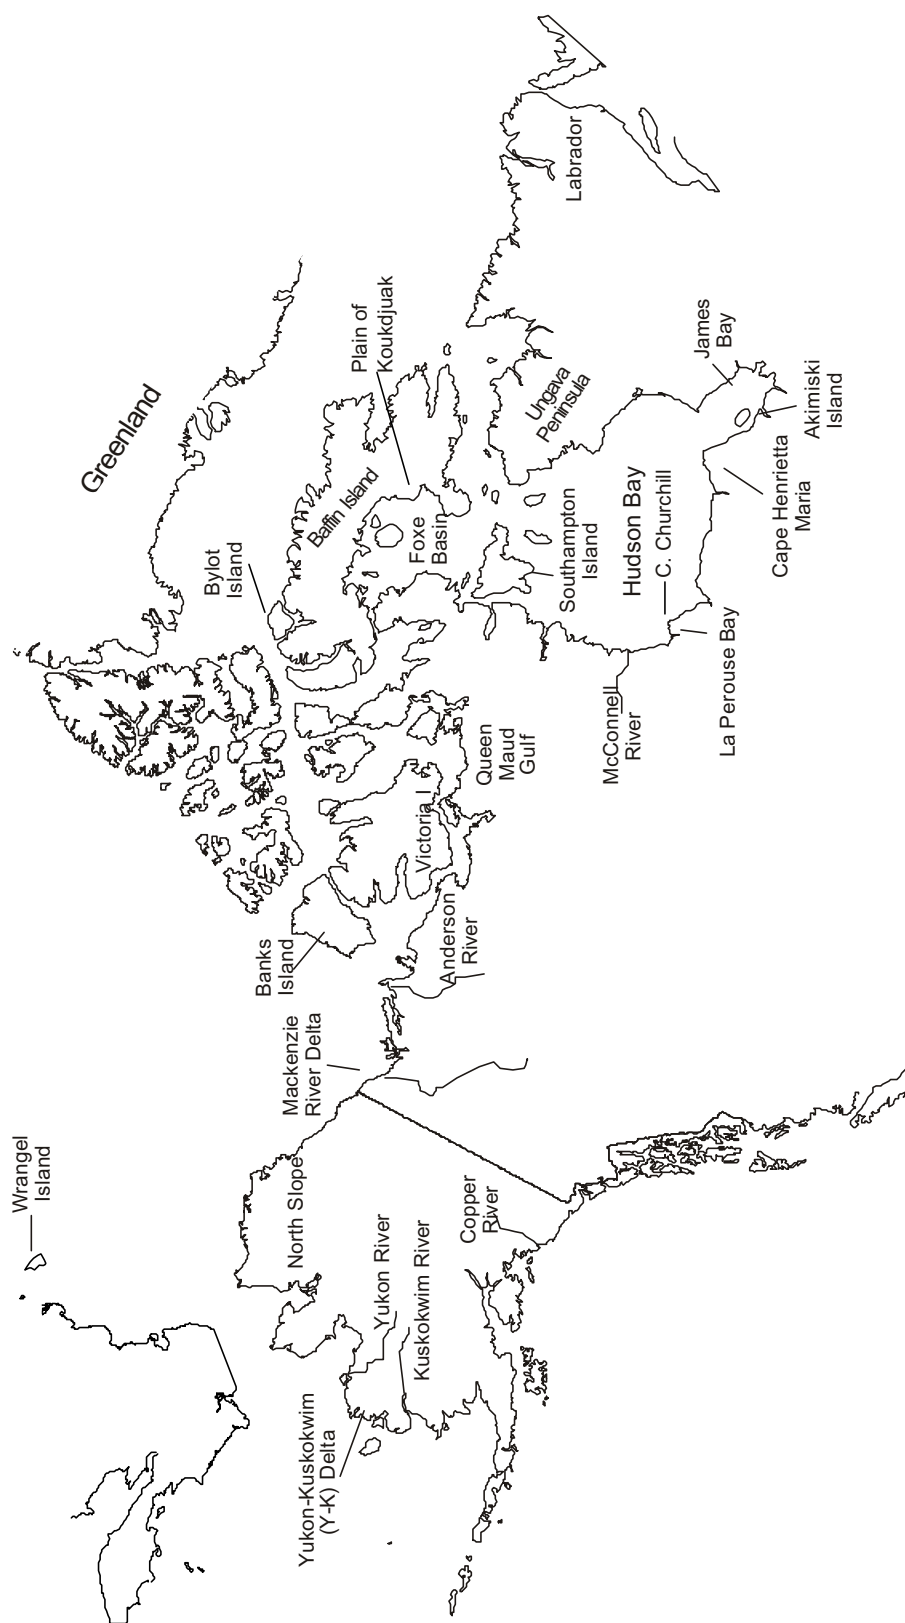 Wrangel
Island
North Slope
Mackenzie
River Delta
Yukon River
Kuskokwim River
Yukon-Kuskokwim
(Y-K) Delta
Copper
River
Banks
Island
Anderson
River
Victoria I
Queen
Maud
Gulf
Bylot
Island
Greenland
Baffin Island
Foxe
Basin
Plain of
Koukdjuak
Southampton
Island
Hudson Bay
C. Churchill
McConnell
River
La Perouse Bay
Cape Henrietta
Maria
Akimiski
Island
James
Bay
Ungava
Peninsula
Labrador